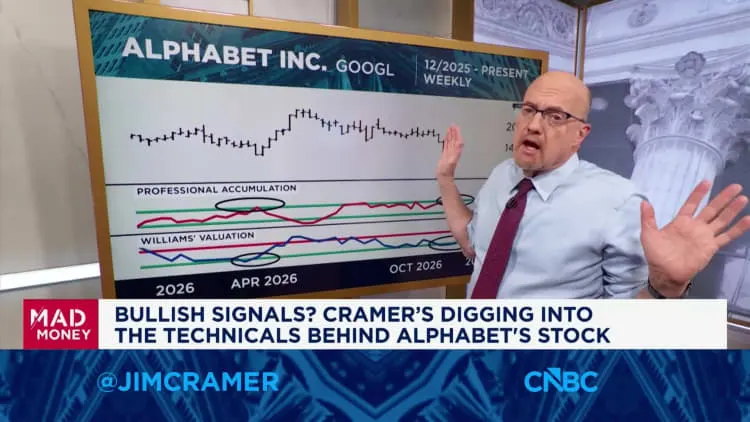 ALPHABET INC. GOOGL
12/2025 - PRESENT
WEEKLY
PROFESSIONAL ACCUMULATION
WILLIAMS' VALUATION
2026
APR 2026
OCT 2026
MAD
MONEY
BULLISH SIGNALS? CRAMER'S DIGGING INTO
THE TECHNICALS BEHIND ALPHABET'S STOCK
@JIMCRAMER
CNBC